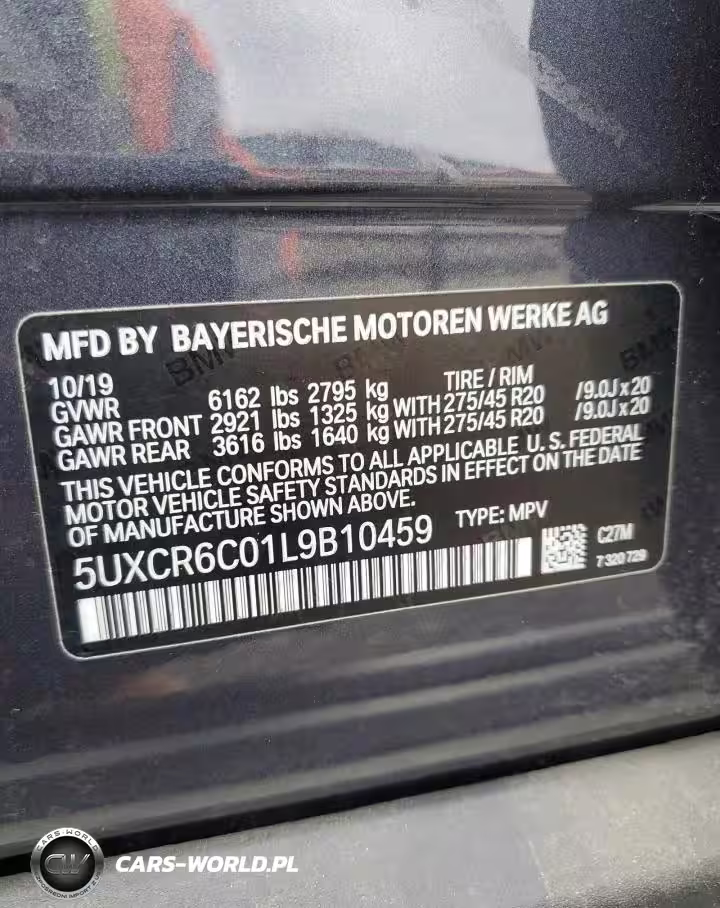 MFD BY BAYERISCHE MOTOREN WERKE AG
10/19
TIRE / RIM
GVWR 6162 lbs 2795 kg
GAWR FRONT 2921 lbs 1325 kg WITH 275/45 R20 /9.0J x 20
GAWR REAR 3616 lbs 1640 kg WITH 275/45 R20 /9.0J x 20
THIS VEHICLE CONFORMS TO ALL APPLICABLE U. S. FEDERAL
MOTOR VEHICLE SAFETY STANDARDS IN EFFECT ON THE DATE
OF MANUFACTURE SHOWN ABOVE.
5UXCR6C01L9B10459 TYPE: MPV
C27M
7 320 729
CARS-WORLD
CW
CARS-WORLD.PL